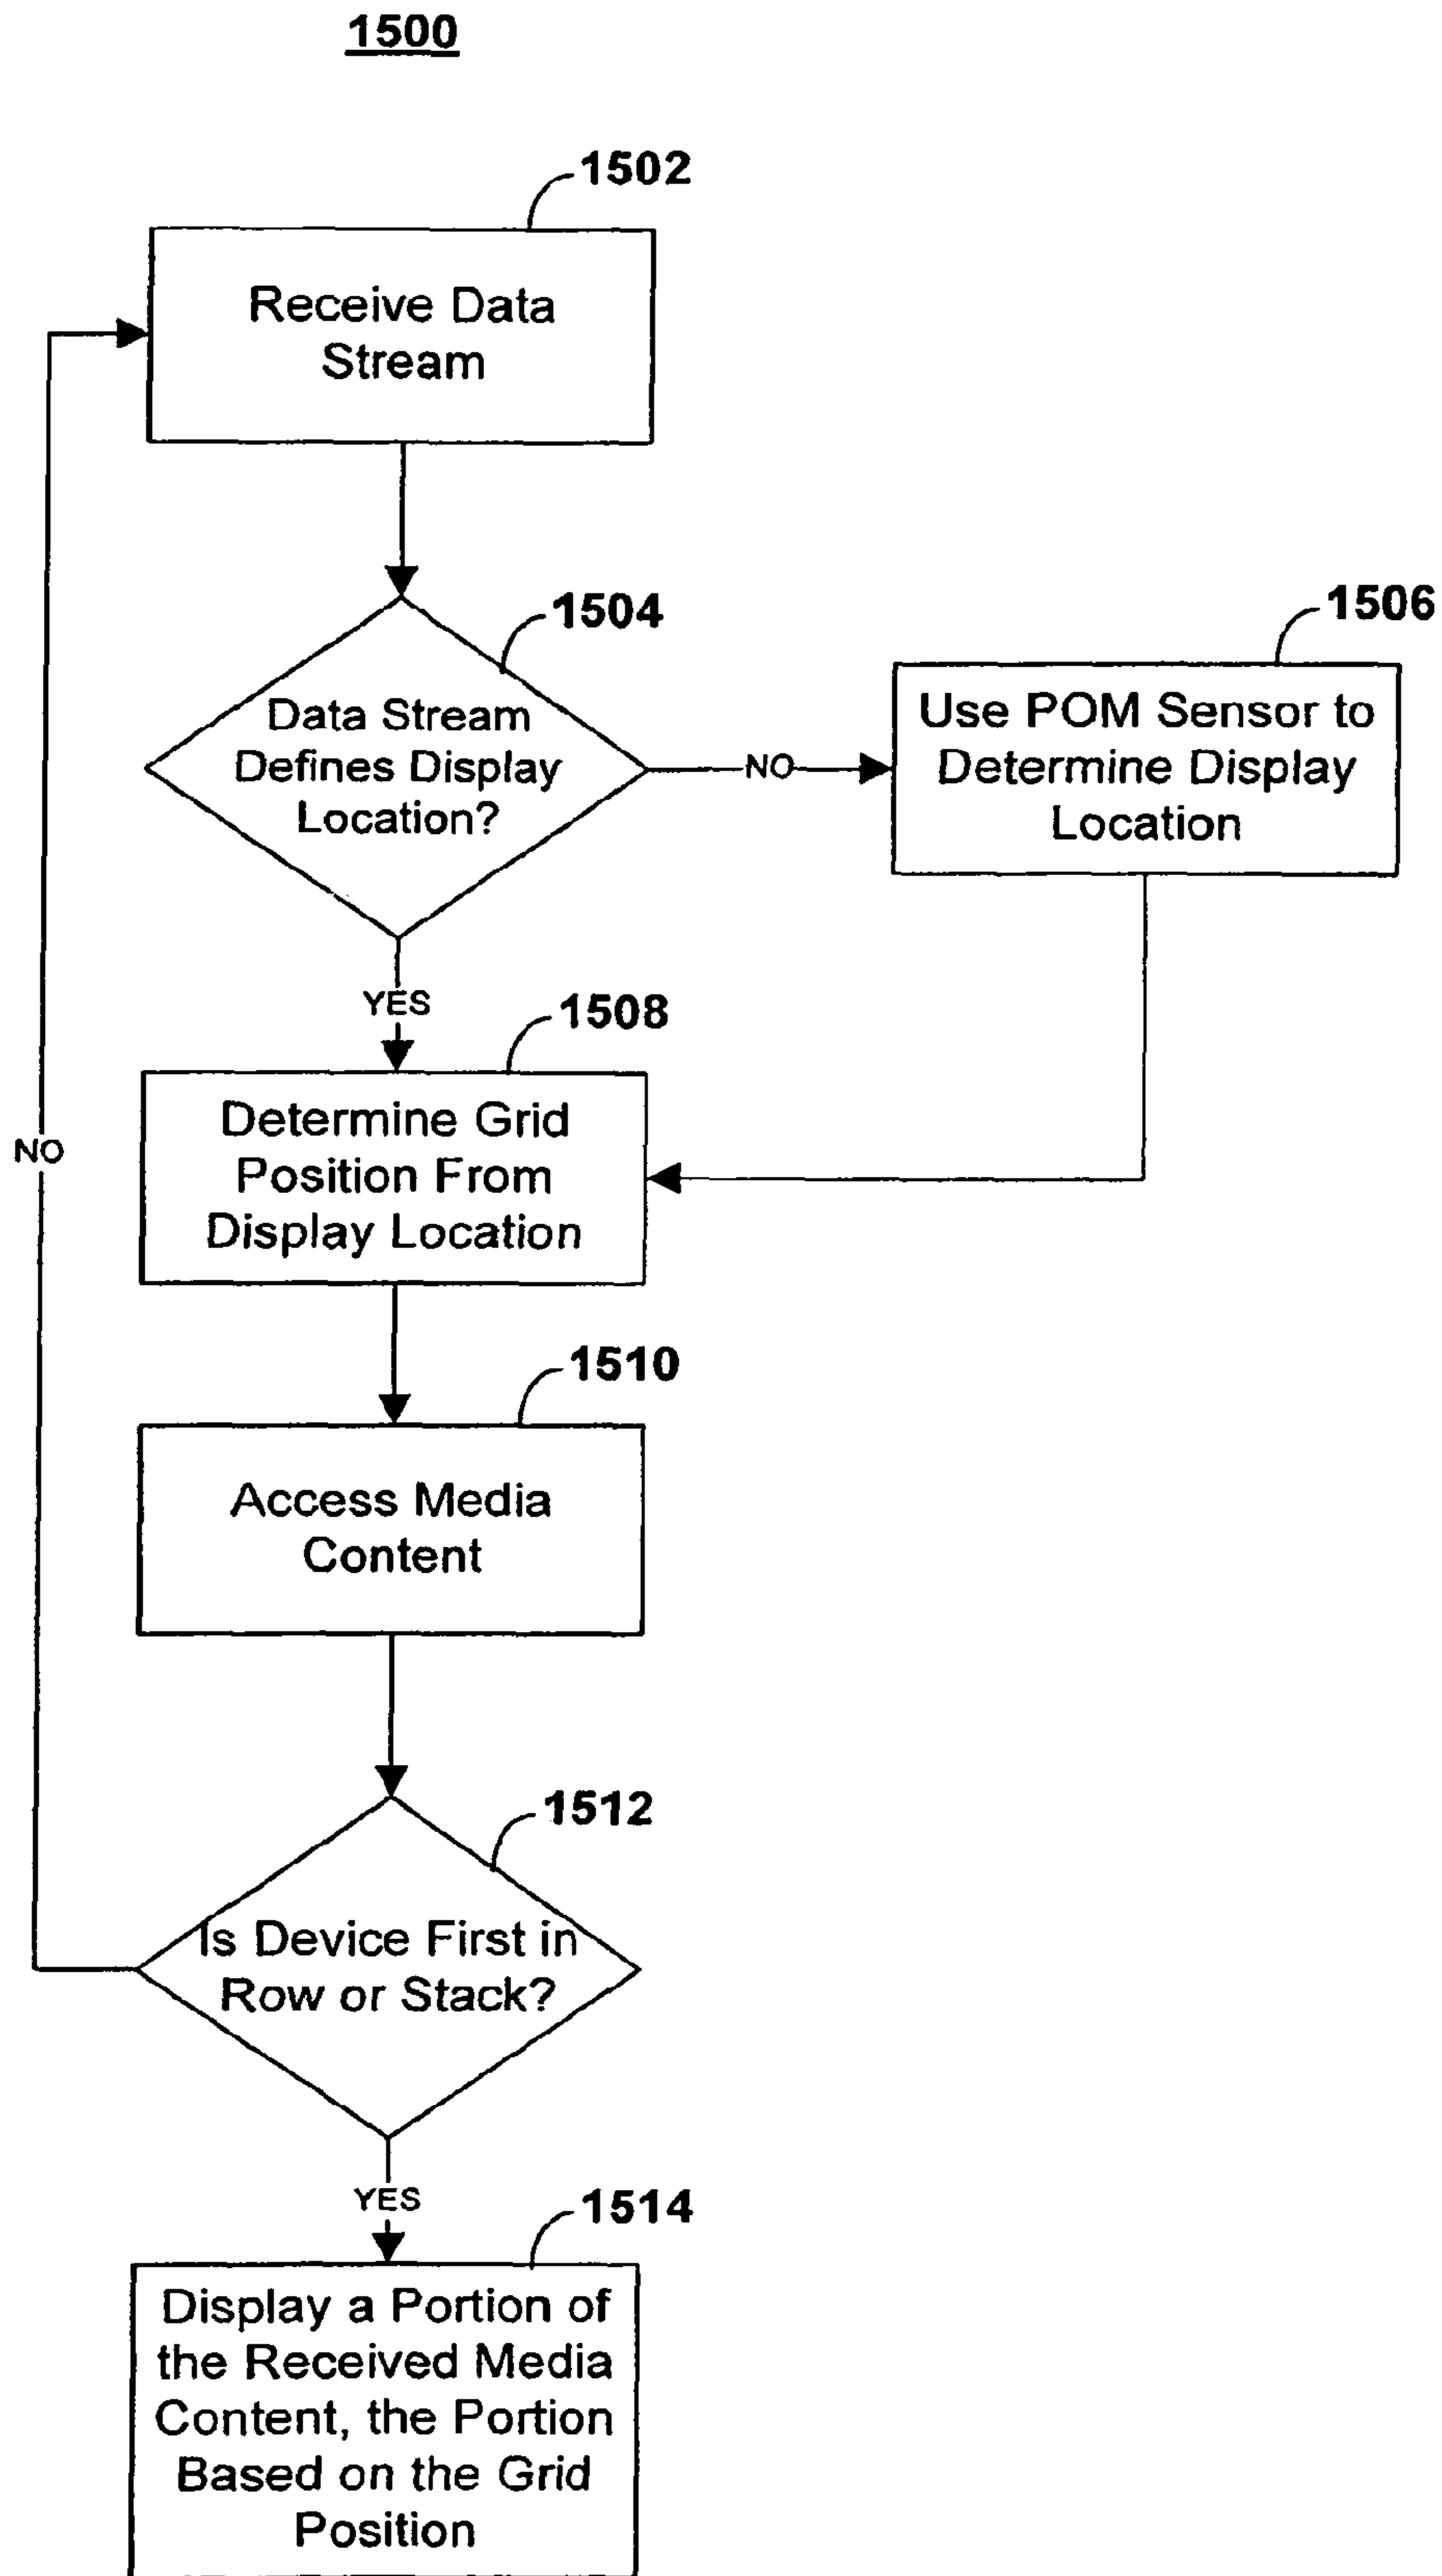 1500
1502
Receive Data
Stream
1504
Data Stream
Defines Display
Location?
NO
1506
Use POM Sensor to
Determine Display
Location
YES
1508
Determine Grid
Position From
Display Location
NO
1510
Access Media
Content
1512
Is Device First in
Row or Stack?
YES
1514
Display a Portion of
the Received Media
Content, the Portion
Based on the Grid
Position